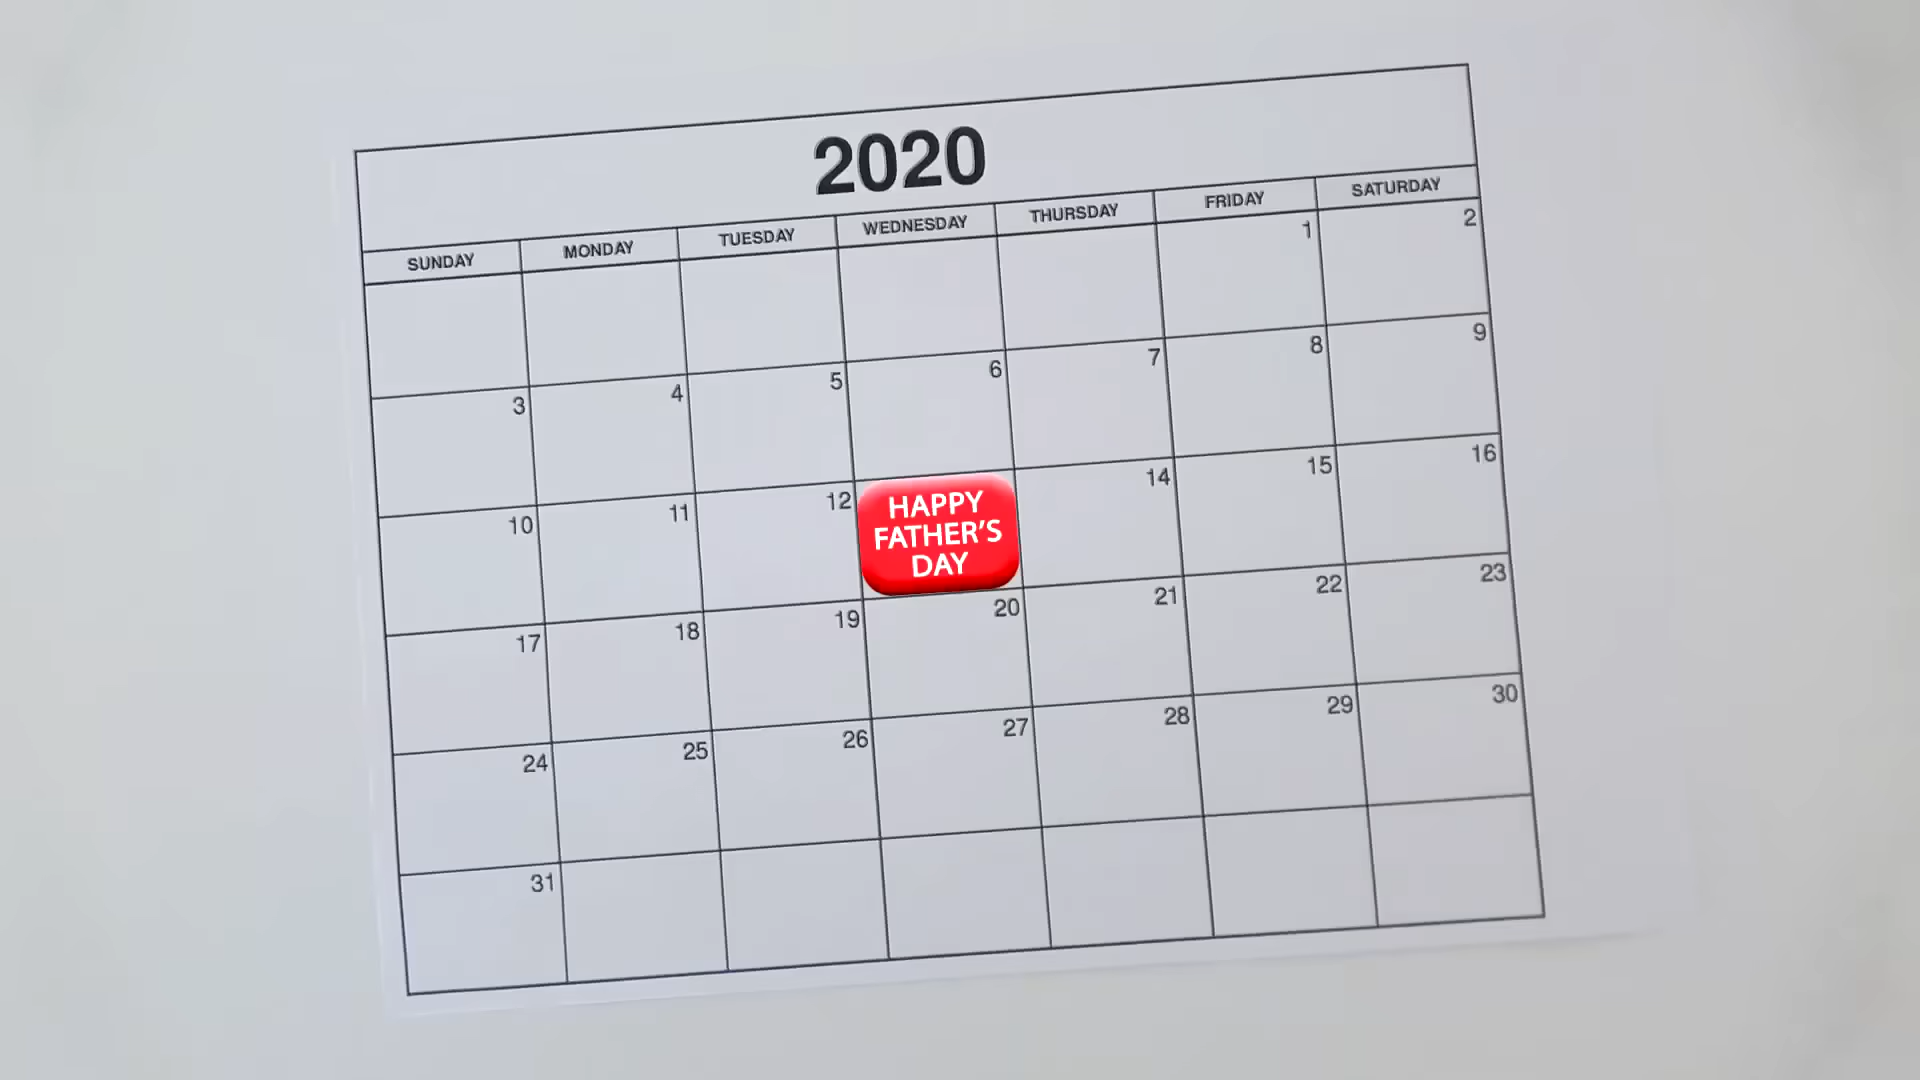 2020
SUNDAY MONDAY TUESDAY WEDNESDAY THURSDAY FRIDAY SATURDAY
1 2
3 4 5 6 7 8 9
10 11 12 HAPPY FATHER'S DAY 14 15 16
17 18 19 20 21 22 23
24 25 26 27 28 29 30
31